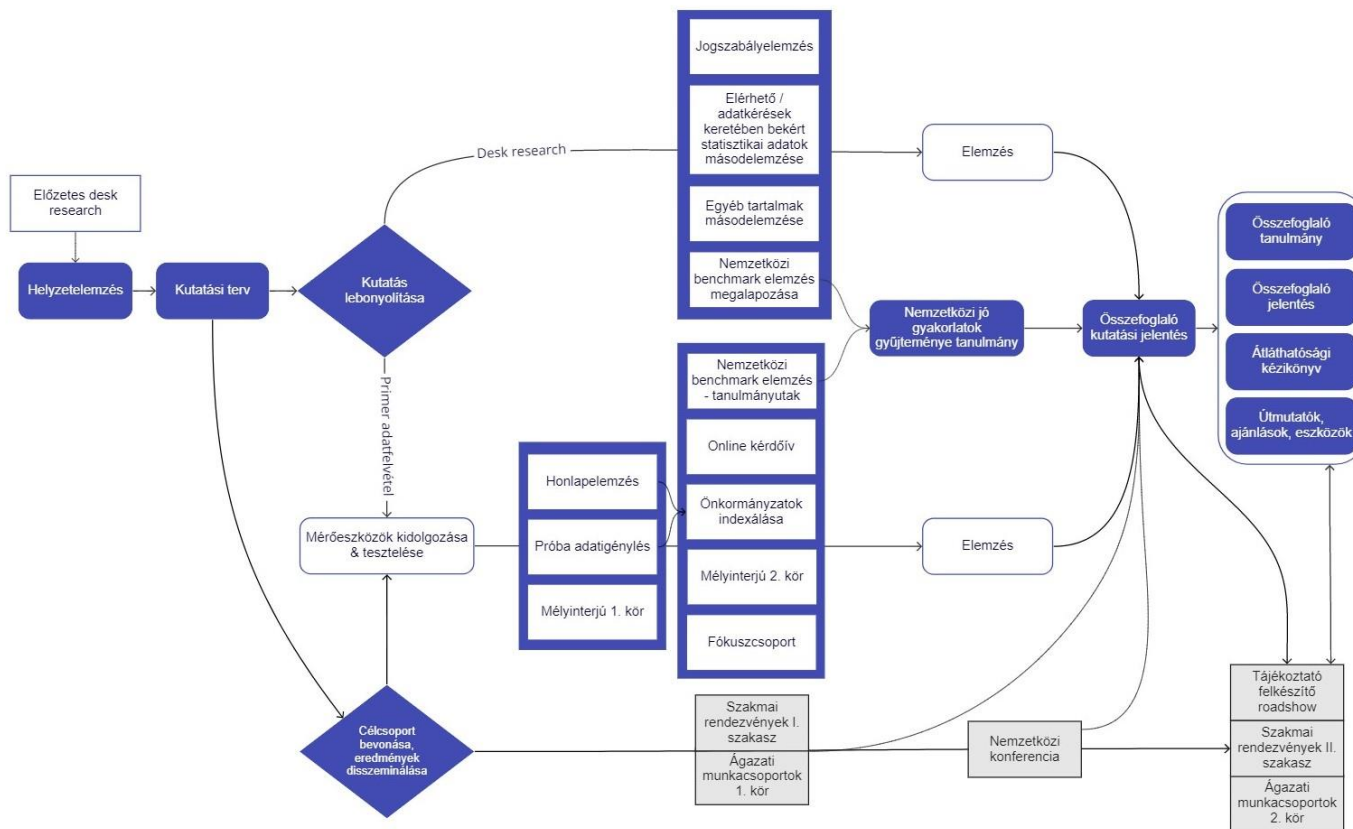 Előzetes desk
research
Helyzetelemzés
Kutatási terv
Kutatás
lebonyolítása
Desk research
Jogszabályelemzés
Elérhető /
adatkérések
keretében bekért
statisztikai adatok
másodelemzése
Egyéb tartalmak
másodelemzése
Nemzetközi
benchmark elemzés
megalapozása
Elemzés
Nemzetközi jó
gyakorlatok
gyűjteménye tanulmány
Összefoglaló
kutatási jelentés
Összefoglaló
tanulmány
Összefoglaló
jelentés
Átláthatósági
kézikönyv
Útmutatók,
ajánlások, eszközök
Primer adatfelvétel
Mérőeszközök kidolgozása
& tesztelése
Honlapelemzés
Próba adatigénylés
Mélyinterjú 1. kör
Nemzetközi
benchmark elemzés
- tanulmányutak
Online kérdőív
Önkormányzatok
indexálása
Mélyinterjú 2. kör
Fókuszcsoport
Elemzés
Célcsoport
bevonása,
eredmények
disszeminálása
Szakmai
rendezvények I.
szakasz
Ágazati
munkacsoportok
1. kör
Nemzetközi
konferencia
Tájékoztató
felkészítő
roadshow
Szakmai
rendezvények II.
szakasz
Ágazati
munkacsoportok
2. kör